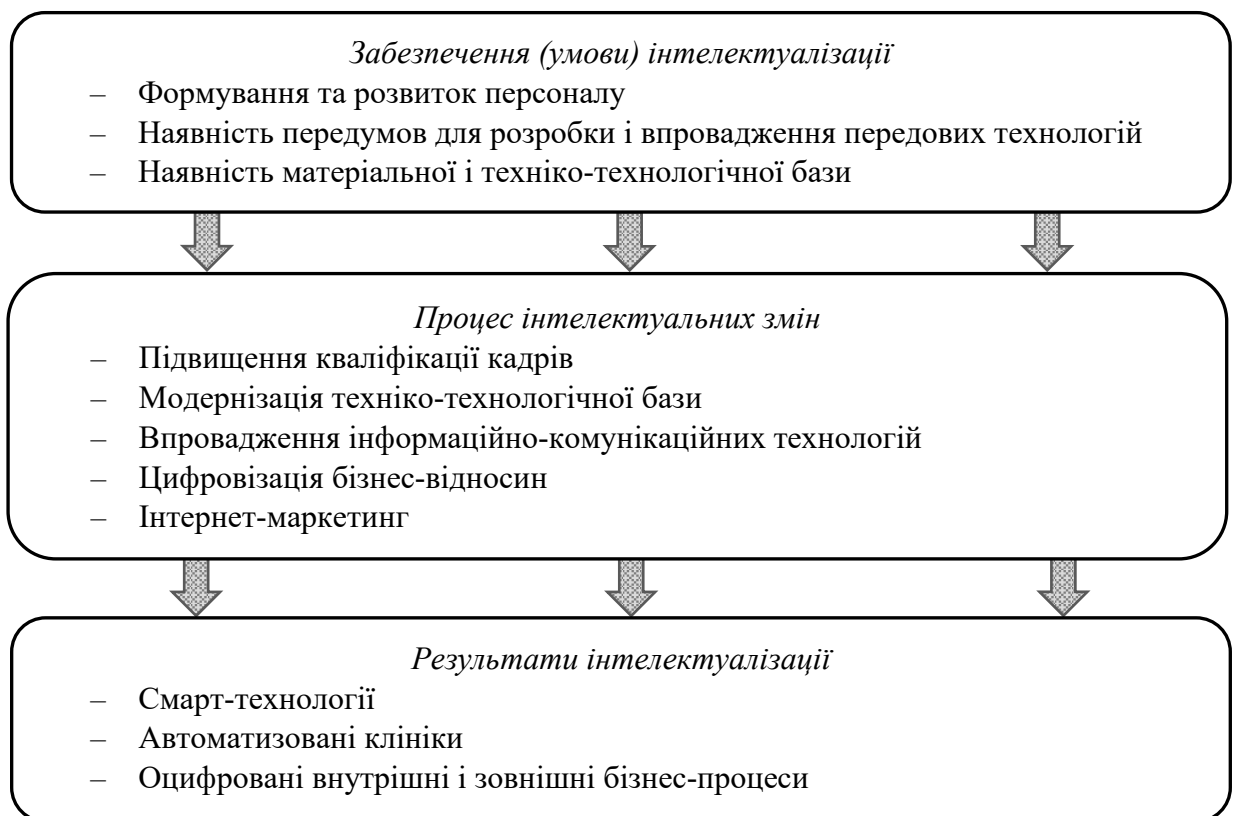 Забезпечення (умови) інтелектуалізації
– Формування та розвиток персоналу
– Наявність передумов для розробки і впровадження передових технологій
– Наявність матеріальної і техніко-технологічної бази
Процес інтелектуальних змін
– Підвищення кваліфікації кадрів
– Модернізація техніко-технологічної бази
– Впровадження інформаційно-комунікаційних технологій
– Цифровізація бізнес-відносин
– Інтернет-маркетинг
Результати інтелектуалізації
– Смарт-технології
– Автоматизовані клініки
– Оцифровані внутрішні і зовнішні бізнес-процеси